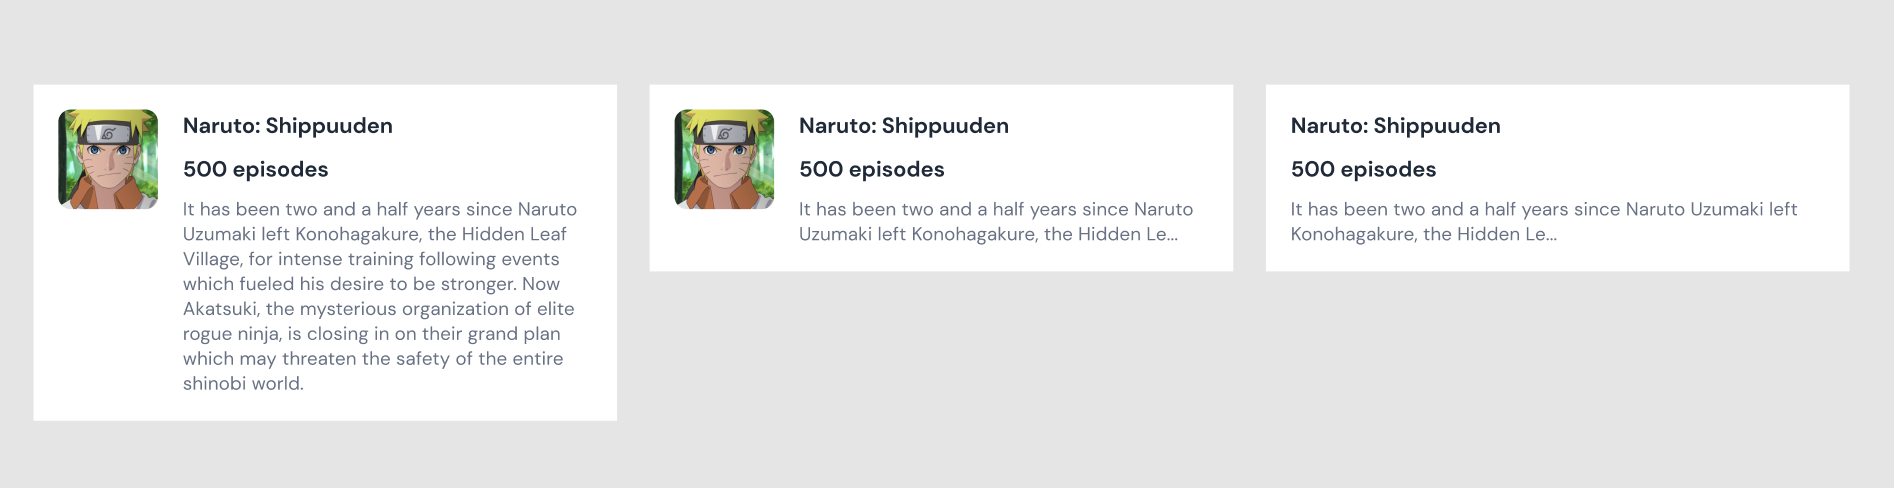 Naruto: Shippuuden
500 episodes
It has been two and a half years since Naruto
Uzumaki left Konohagakure, the Hidden Leaf
Village, for intense training following events
which fueled his desire to be stronger. Now
Akatsuki, the mysterious organization of elite
rogue ninja, is closing in on their grand plan
which may threaten the safety of the entire
shinobi world.
Naruto: Shippuuden
500 episodes
It has been two and a half years since Naruto
Uzumaki left Konohagakure, the Hidden Le...
Naruto: Shippuuden
500 episodes
It has been two and a half years since Naruto Uzumaki left
Konohagakure, the Hidden Le...